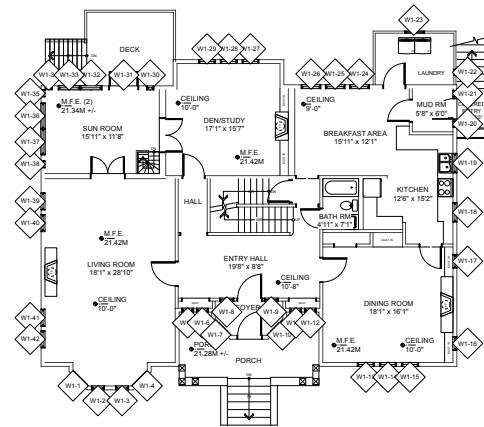 W1-23
DECK
W1-29
W1-28
W1-27
W1-33
W1-32
W1-31
W1-30
W1-26
W1-25
W1-24
LAUNDRY
W1-22
W1-35
M.F.E. (2)
21.34M +/-
CEILING
10'-0"
CEILING
9'-0"
W1-21
MUD RM
5'8" x 6'0"
W1-36
DEN/STUDY
17'1" x 15'7"
W1-20
SUN ROOM
15'11" x 11'8"
BREAKFAST AREA
15'11" x 12'1"
W1-37
M.F.E.
21.42M
W1-38
W1-19
KITCHEN
12'6" x 15'2"
W1-39
HALL
W1-18
W1-40
BATH RM
4'11" x 7'1"
UP
M.F.E.
21.42M
LIVING ROOM
18'1" x 28'10"
ENTRY HALL
19'8" x 8'8"
W1-17
CEILING
10'-8"
CEILING
10'-0"
DINING ROOM
18'1" x 16'1"
W1-41
W1-8
W1-9
W1-6
W1-7
W1-10
W1-12
W1-42
21.28M +/-
PORCH
M.F.E.
21.42M
CEILING
10'-0"
W1-16
W1-1
W1-2
W1-3
W1-4
W1-15
DN